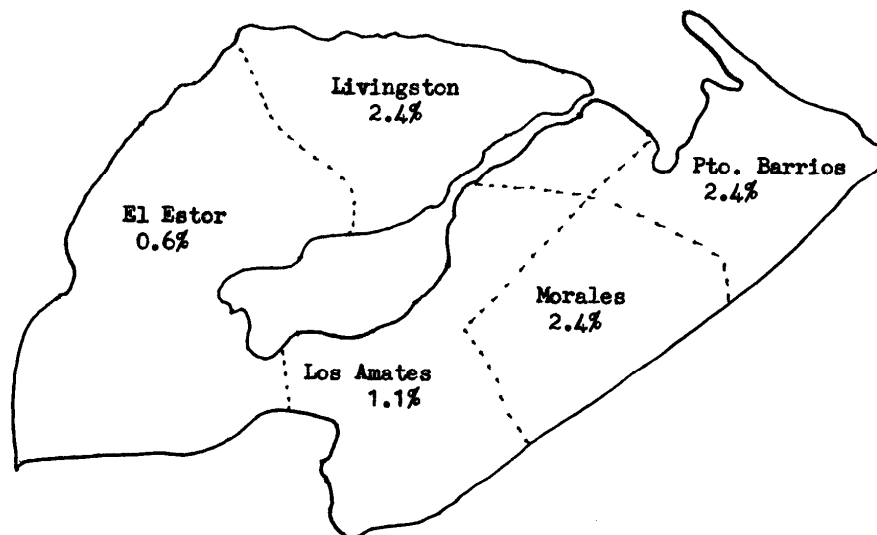 Livingston
2.4%
Pto. Barrios
2.4%
El Estor
0.6%
Morales
2.4%
Los Amates
1.1%